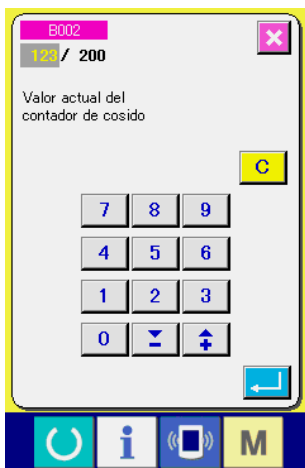 B002
123/ 200
Valor actual del
contador de cosido
C
7 8 9
4 5 6
1 2 3
0
i M